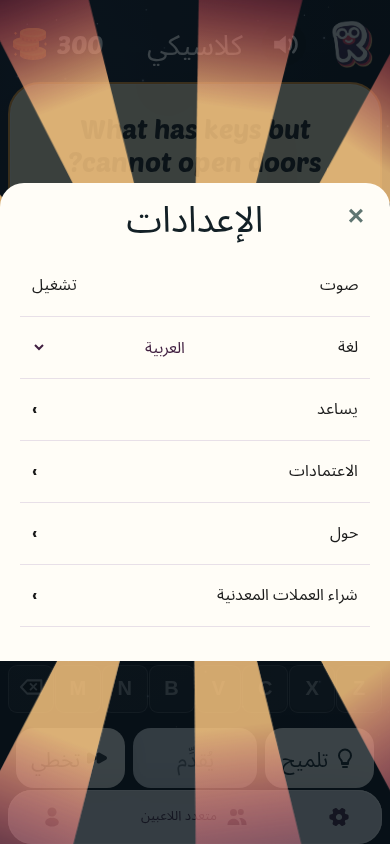 كلاسيكي 300
What has keys but
cannot open doors?
الإعدادات ×
صوت تشغيل
لغة العربية
يساعد
الاعتمادات
حول
شراء العملات المعدنية
Z X C V B N M
تلميح يُقدِّم تخطي
متعدد اللاعبين